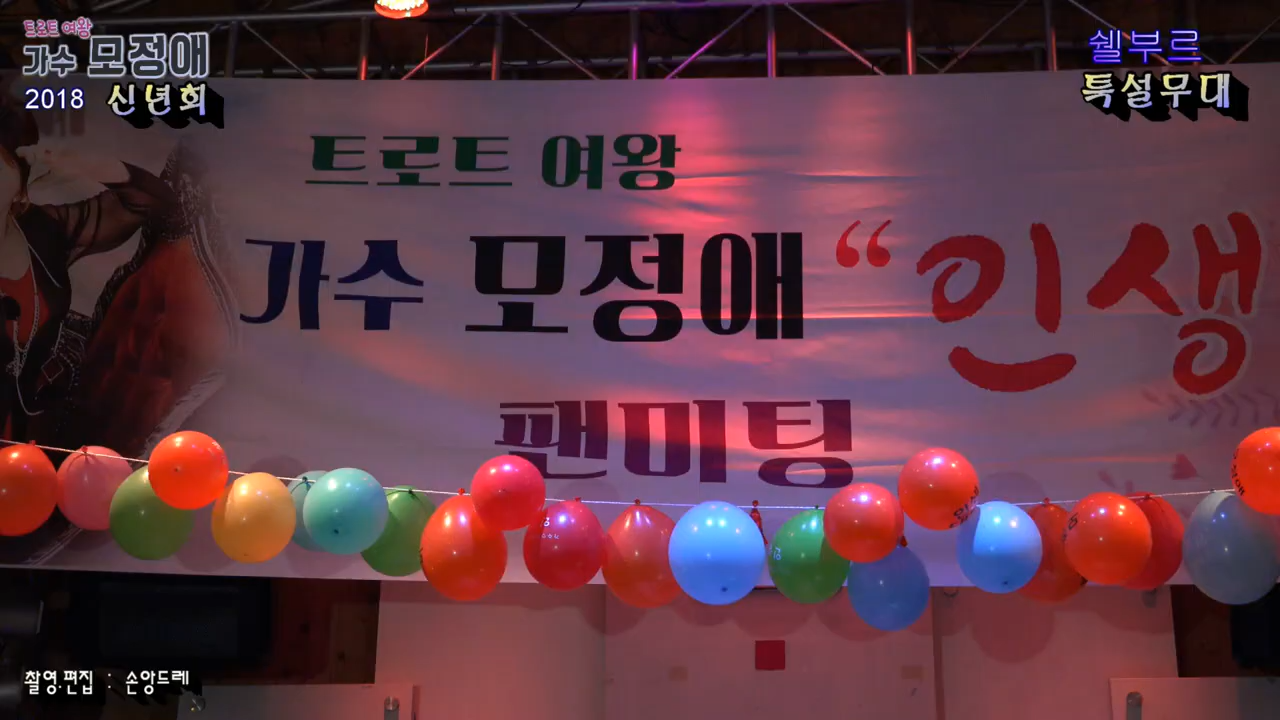 트로트 여왕
가수 모정애
2018 신년회
쉘부르
특설무대
트로트 여왕
가수 모정애 “인생
팬미팅
촬영.편집 : 손앙드레